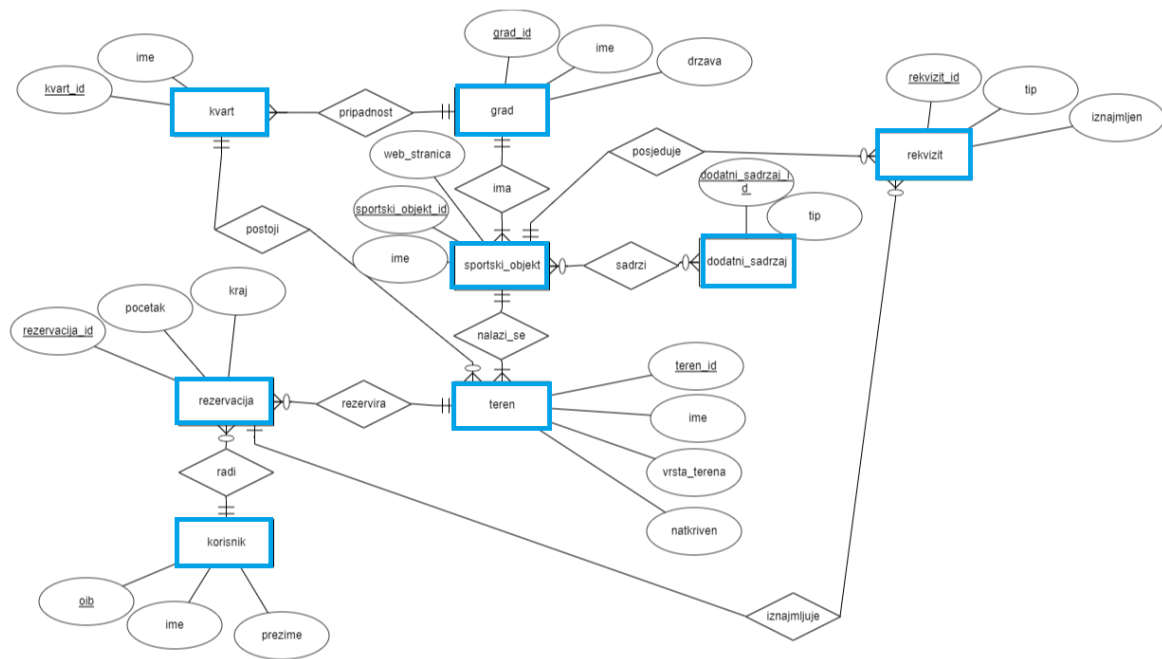 grad_id
ime
ime
drzava
kvart_id
rekvizit_id
tip
iznajmljen
kvart
pripadnost
grad
web_stranica
posjeduje
rekvizit
dodatni_sadrzaj_i
d
ima
sportski_objekt_id
tip
postoji
ime
sportski_objekt
sadrzi
dodatni_sadrzaj
kraj
pocetak
rezervacija_id
nalazi_se
teren_id
rezervacija
rezervira
teren
ime
radi
vrsta_terena
natkriven
korisnik
oib
ime
prezime
iznajmljuje